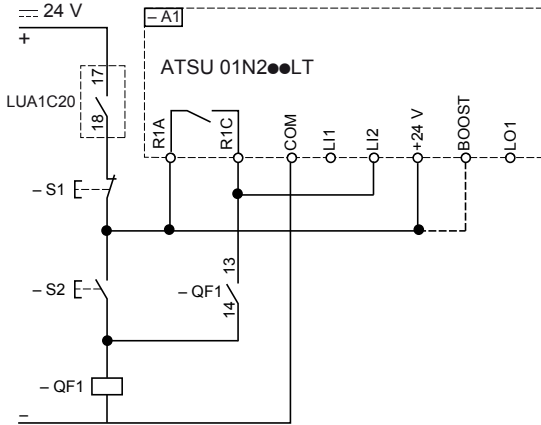 ⎓ 24 V
+
– A1
ATSU 01N2●●LT
LUA1C20
17
18
R1A
R1C
COM
LI1
LI2
+24 V
BOOST
LO1
– S1
– S2
13
– QF1
14
– QF1
–